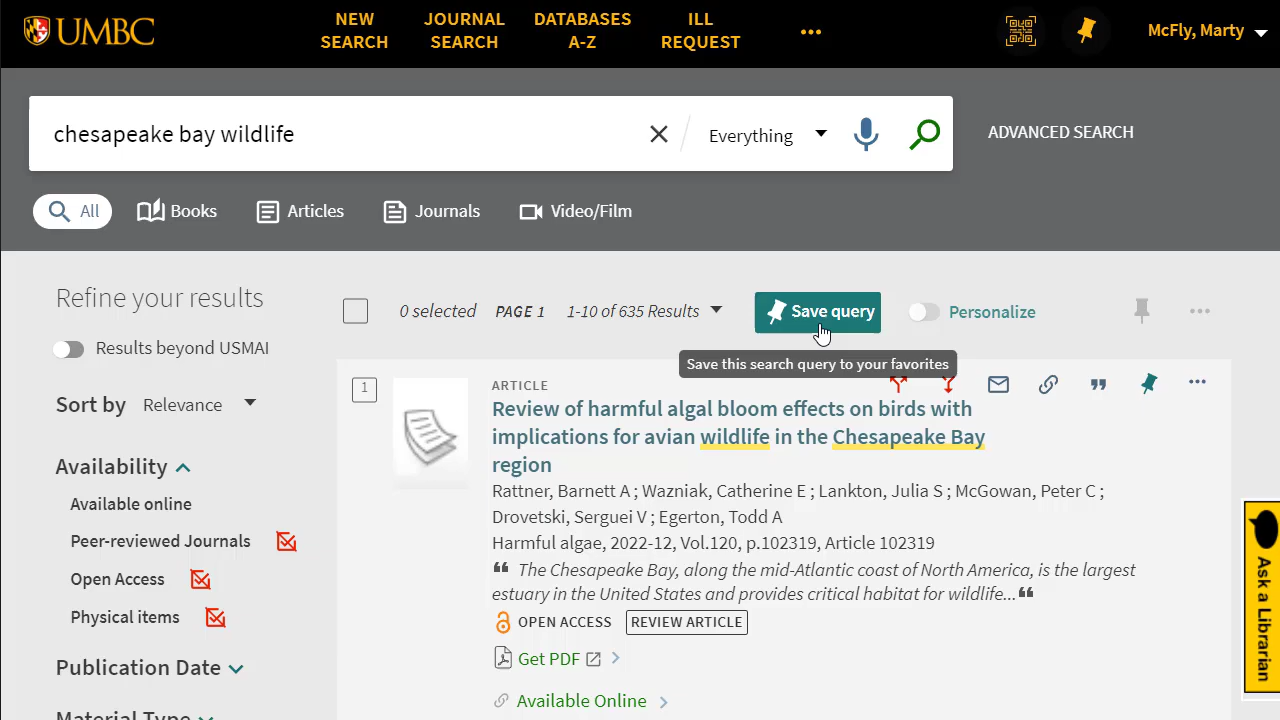 UMBC
NEW SEARCH
JOURNAL SEARCH
DATABASES A-Z
ILL REQUEST
McFly, Marty
chesapeake bay wildlife
Everything
ADVANCED SEARCH
All
Books
Articles
Journals
Video/Film
Refine your results
Results beyond USMAI
Sort by Relevance
Availability
Available online
Peer-reviewed Journals
Open Access
Physical items
Publication Date
Material Type
0 selected PAGE 1 1-10 of 635 Results
Save query
Personalize
Save this search query to your favorites
1
ARTICLE
Review of harmful algal bloom effects on birds with
implications for avian wildlife in the Chesapeake Bay
region
Rattner, Barnett A ; Wazniak, Catherine E ; Lankton, Julia S ; McGowan, Peter C ;
Drovetski, Serguei V ; Egerton, Todd A
Harmful algae, 2022-12, Vol.120, p.102319, Article 102319
❝ The Chesapeake Bay, along the mid-Atlantic coast of North America, is the largest
estuary in the United States and provides critical habitat for wildlife...❝
OPEN ACCESS REVIEW ARTICLE
Get PDF
Available Online
Ask a Librarian